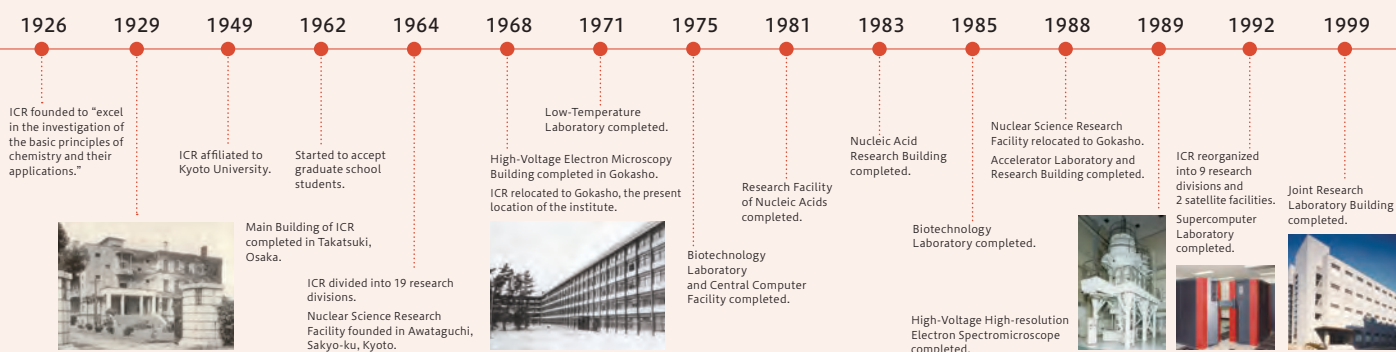 1926 1929 1949 1962 1964 1968 1971 1975 1981 1983 1985 1988 1989 1992 1999
ICR founded to “excel
in the investigation of
the basic principles of
chemistry and their
applications.”
Main Building of ICR
completed in Takatsuki,
Osaka.
ICR affiliated to
Kyoto University.
Started to accept
graduate school
students.
ICR divided into 19 research
divisions.
Nuclear Science Research
Facility founded in Awataguchi,
Sakyo-ku, Kyoto.
High-Voltage Electron Microscopy
Building completed in Gokasho.
ICR relocated to Gokasho, the present
location of the institute.
Low-Temperature
Laboratory completed.
Biotechnology
Laboratory
and Central Computer
Facility completed.
Research Facility
of Nucleic Acids
completed.
Nucleic Acid
Research Building
completed.
Biotechnology
Laboratory completed.
Nuclear Science Research
Facility relocated to Gokasho.
Accelerator Laboratory and
Research Building completed.
High-Voltage High-resolution
Electron Spectromicroscope
completed.
ICR reorganized
into 9 research
divisions and
2 satellite facilities.
Supercomputer
Laboratory
completed.
Joint Research
Laboratory Building
completed.